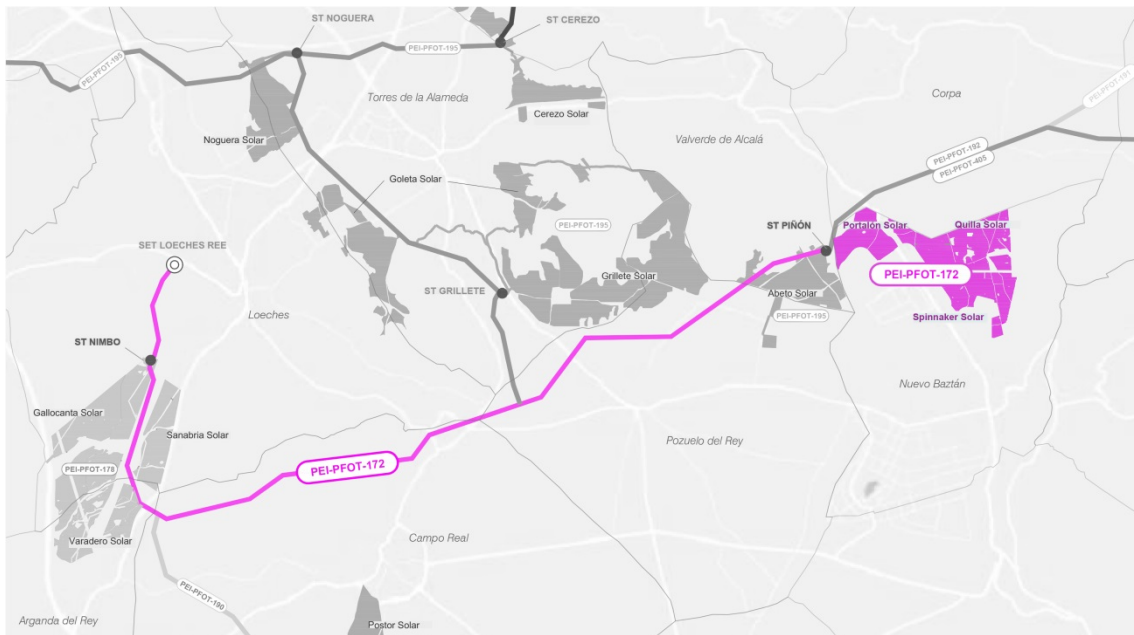 ST NOGUERA
ST CEREZO
PEI-PFOT-195
PEI-PFOT-195
Torres de la Alameda
Corpa
PEI-PFOT-191
Cerezo Solar
Noguera Solar
Valverde de Alcalá
PEI-PFOT-192
PEI-PFOT-405
Goleta Solar
PEI-PFOT-195
ST PIÑÓN
Portalón Solar
Quilla Solar
SET LOECHES REE
Grillete Solar
PEI-PFOT-172
ST GRILLETE
Abeto Solar
Loeches
PEI-PFOT-195
Spinnaker Solar
ST NIMBO
Nuevo Baztán
Gallocanta Solar
Sanabria Solar
Pozuelo del Rey
PEI-PFOT-178
PEI-PFOT-172
Varadero Solar
Campo Real
PEI-PFOT-190
Arganda del Rey
Postor Solar